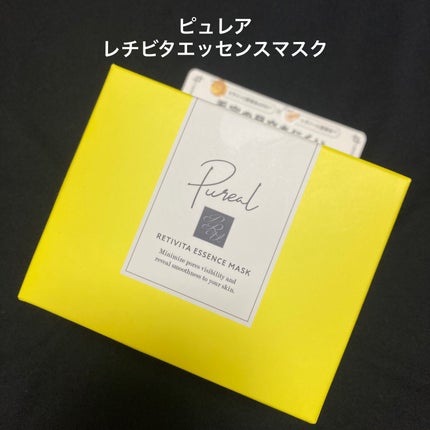 ピュレア
レチビタエッセンスマスク
Pureal
RETIVITA ESSENCE MASK
Minimize pores visibility and
reveal smoothness to your skin.